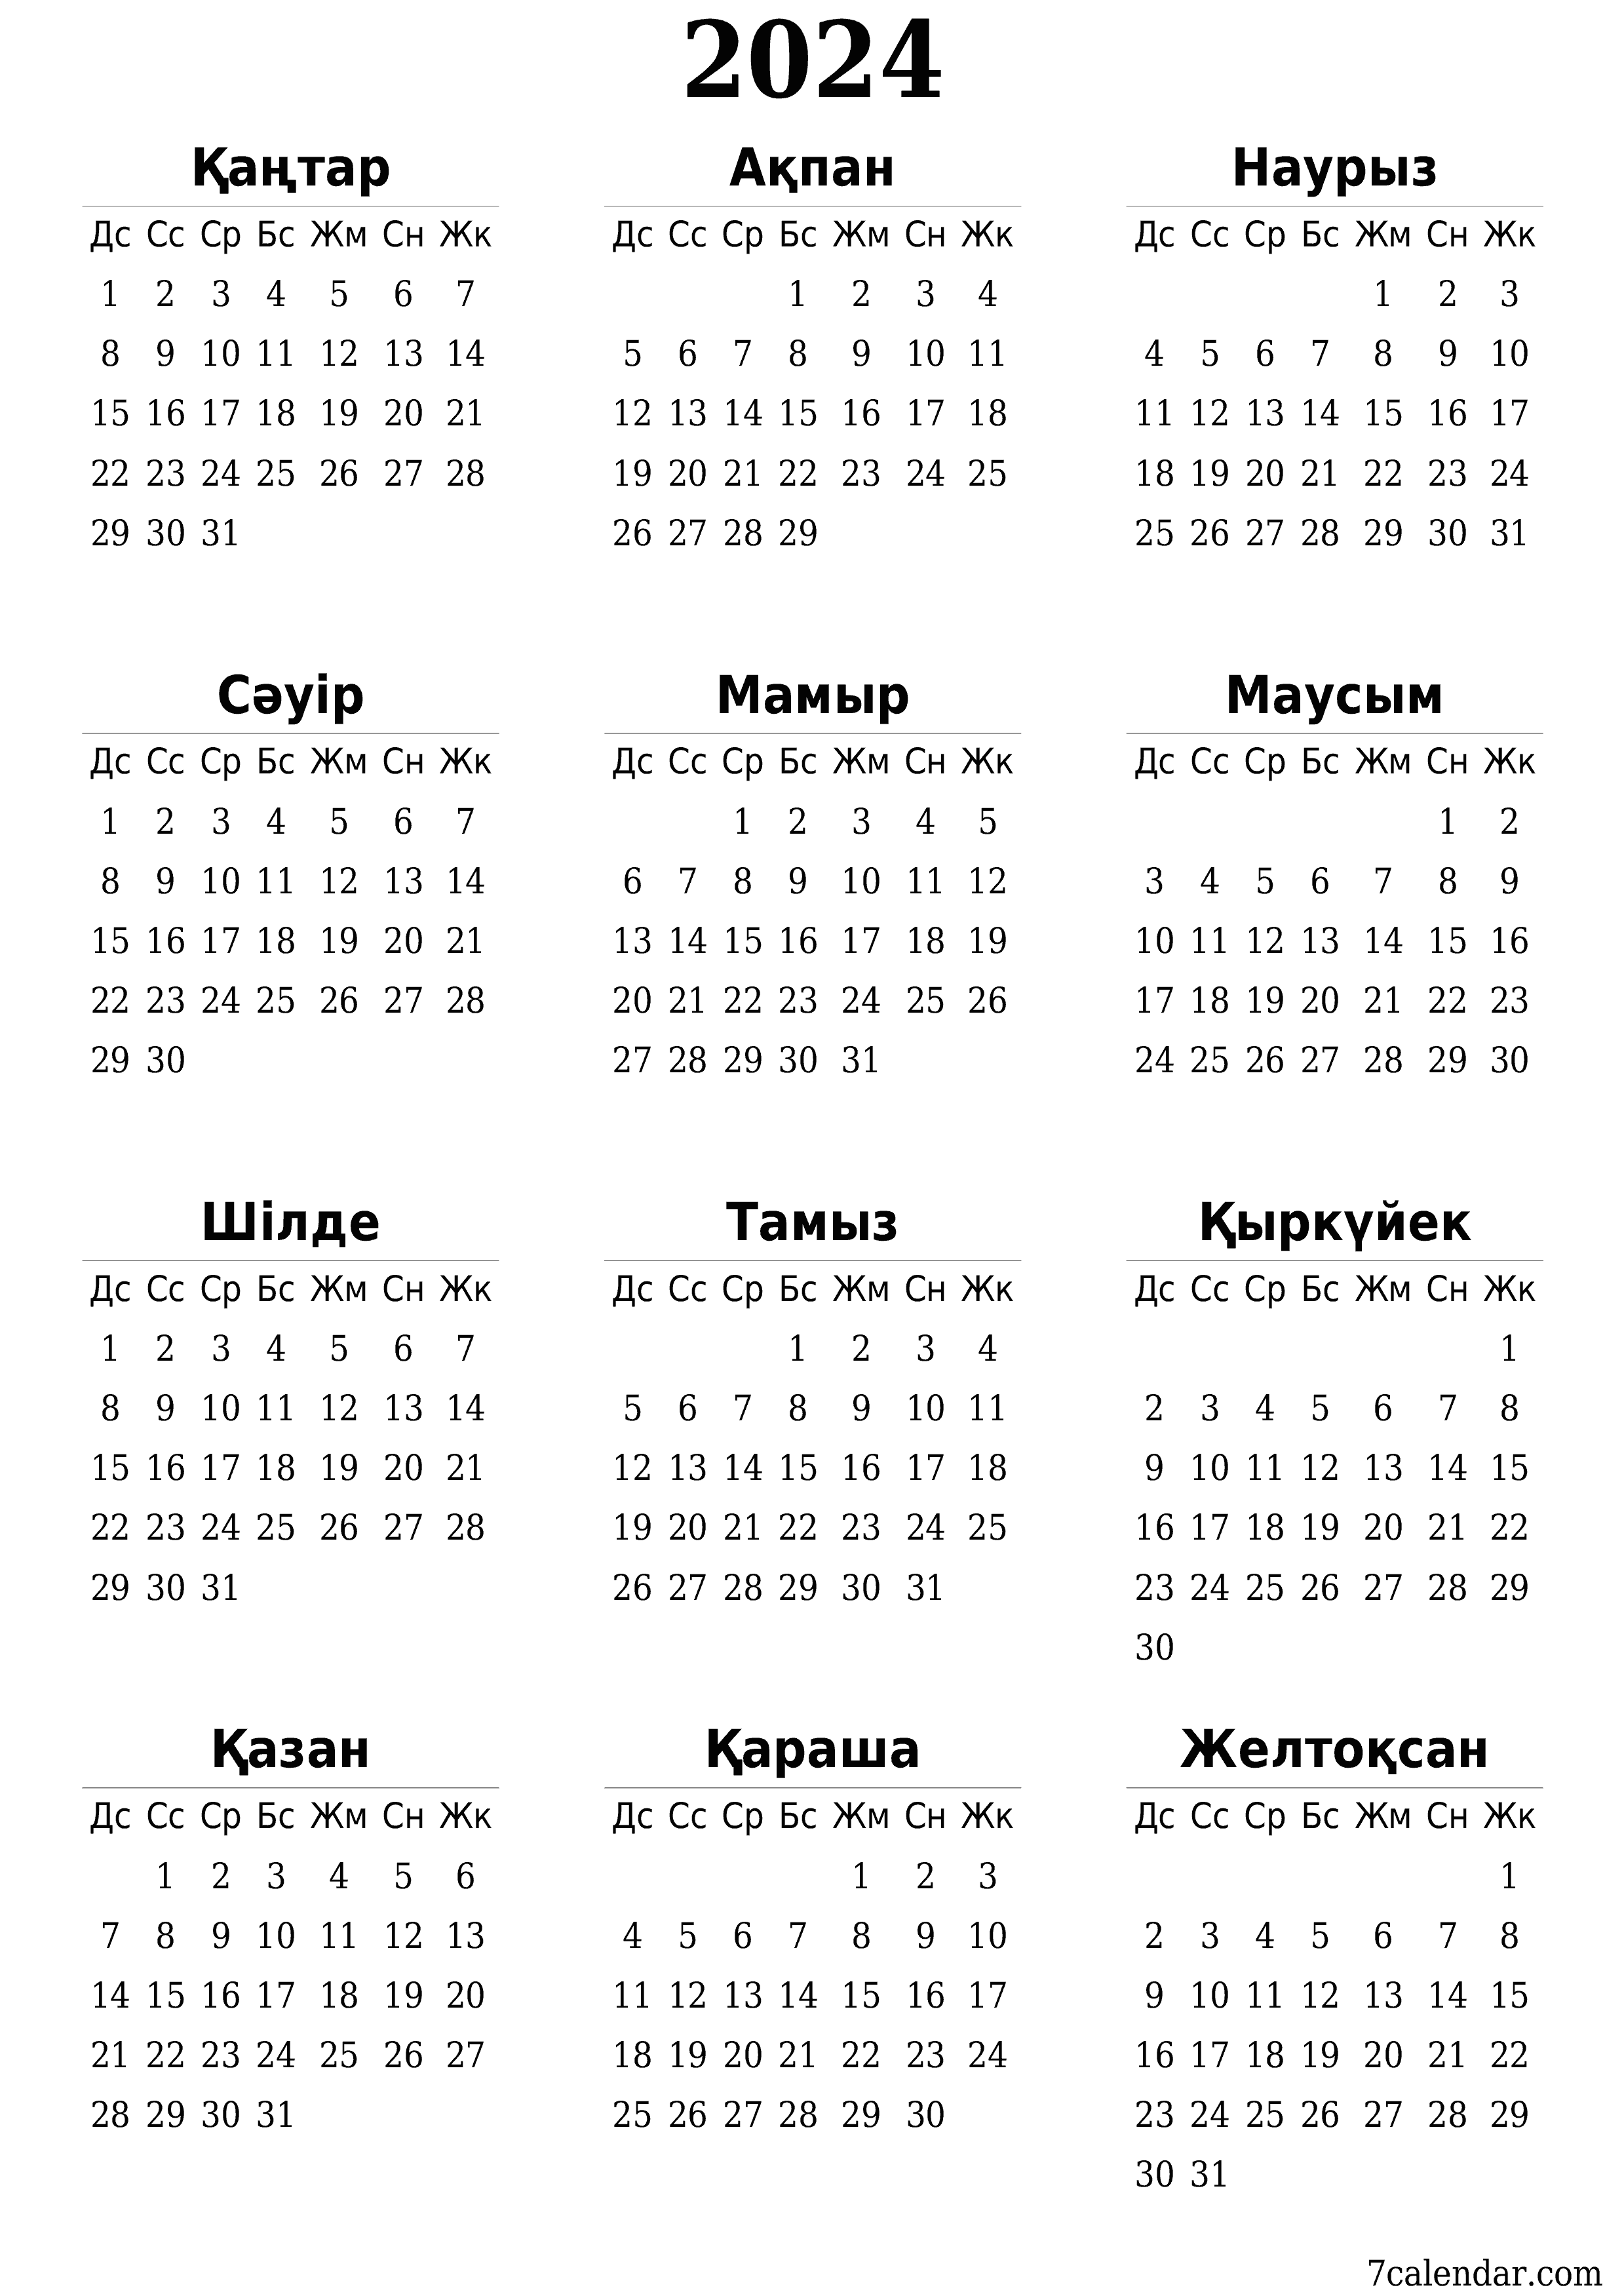 2024
Қаңтар
Дс Сс Ср Бс Жм Сн Жк
1 2 3 4 5 6 7
8 9 10 11 12 13 14
15 16 17 18 19 20 21
22 23 24 25 26 27 28
29 30 31
Ақпан
Дс Сс Ср Бс Жм Сн Жк
1 2 3 4
5 6 7 8 9 10 11
12 13 14 15 16 17 18
19 20 21 22 23 24 25
26 27 28 29
Наурыз
Дс Сс Ср Бс Жм Сн Жк
1 2 3
4 5 6 7 8 9 10
11 12 13 14 15 16 17
18 19 20 21 22 23 24
25 26 27 28 29 30 31
Сәуір
Дс Сс Ср Бс Жм Сн Жк
1 2 3 4 5 6 7
8 9 10 11 12 13 14
15 16 17 18 19 20 21
22 23 24 25 26 27 28
29 30
Мамыр
Дс Сс Ср Бс Жм Сн Жк
1 2 3 4 5
6 7 8 9 10 11 12
13 14 15 16 17 18 19
20 21 22 23 24 25 26
27 28 29 30 31
Маусым
Дс Сс Ср Бс Жм Сн Жк
1 2
3 4 5 6 7 8 9
10 11 12 13 14 15 16
17 18 19 20 21 22 23
24 25 26 27 28 29 30
Шілде
Дс Сс Ср Бс Жм Сн Жк
1 2 3 4 5 6 7
8 9 10 11 12 13 14
15 16 17 18 19 20 21
22 23 24 25 26 27 28
29 30 31
Тамыз
Дс Сс Ср Бс Жм Сн Жк
1 2 3 4
5 6 7 8 9 10 11
12 13 14 15 16 17 18
19 20 21 22 23 24 25
26 27 28 29 30 31
Қыркүйек
Дс Сс Ср Бс Жм Сн Жк
1
2 3 4 5 6 7 8
9 10 11 12 13 14 15
16 17 18 19 20 21 22
23 24 25 26 27 28 29
30
Қазан
Дс Сс Ср Бс Жм Сн Жк
1 2 3 4 5 6
7 8 9 10 11 12 13
14 15 16 17 18 19 20
21 22 23 24 25 26 27
28 29 30 31
Қараша
Дс Сс Ср Бс Жм Сн Жк
1 2 3
4 5 6 7 8 9 10
11 12 13 14 15 16 17
18 19 20 21 22 23 24
25 26 27 28 29 30
Желтоқсан
Дс Сс Ср Бс Жм Сн Жк
1
2 3 4 5 6 7 8
9 10 11 12 13 14 15
16 17 18 19 20 21 22
23 24 25 26 27 28 29
30 31
7calendar.com